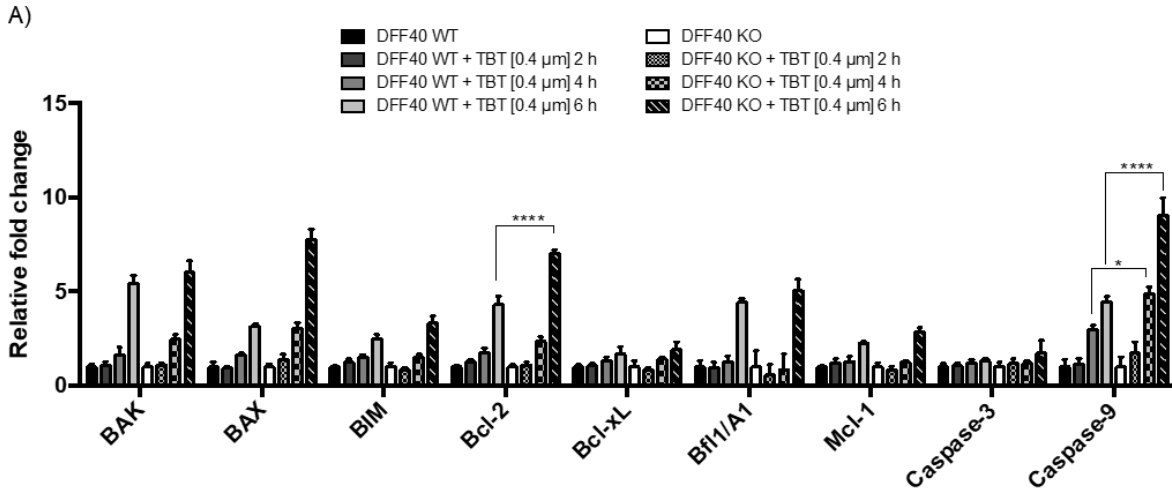 A)
DFF40 WT
DFF40 WT + TBT [0.4 µm] 2 h
DFF40 WT + TBT [0.4 µm] 4 h
DFF40 WT + TBT [0.4 µm] 6 h
DFF40 KO
DFF40 KO + TBT [0.4 µm] 2 h
DFF40 KO + TBT [0.4 µm] 4 h
DFF40 KO + TBT [0.4 µm] 6 h
Relative fold change
15
10
5
0
****
****
*
BAK
BAX
BIM
Bcl-2
Bcl-xL
Bfl1/A1
Mcl-1
Caspase-3
Caspase-9